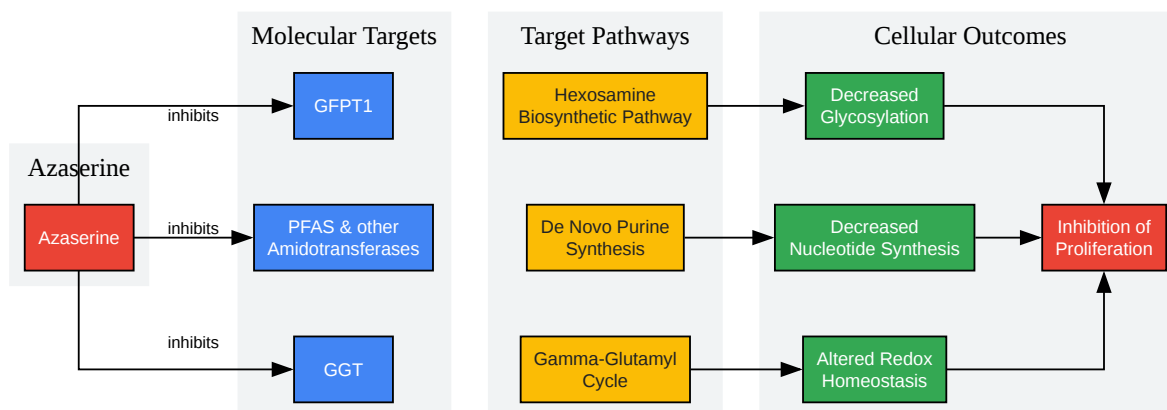 Molecular Targets
Target Pathways
Cellular Outcomes
GFPT1
inhibits
Hexosamine
Biosynthetic Pathway
Decreased
Glycosylation
Azaserine
Azaserine
inhibits
PFAS & other
Amidotransferases
De Novo Purine
Synthesis
Decreased
Nucleotide Synthesis
Inhibition of
Proliferation
inhibits
GGT
Gamma-Glutamyl
Cycle
Altered Redox
Homeostasis